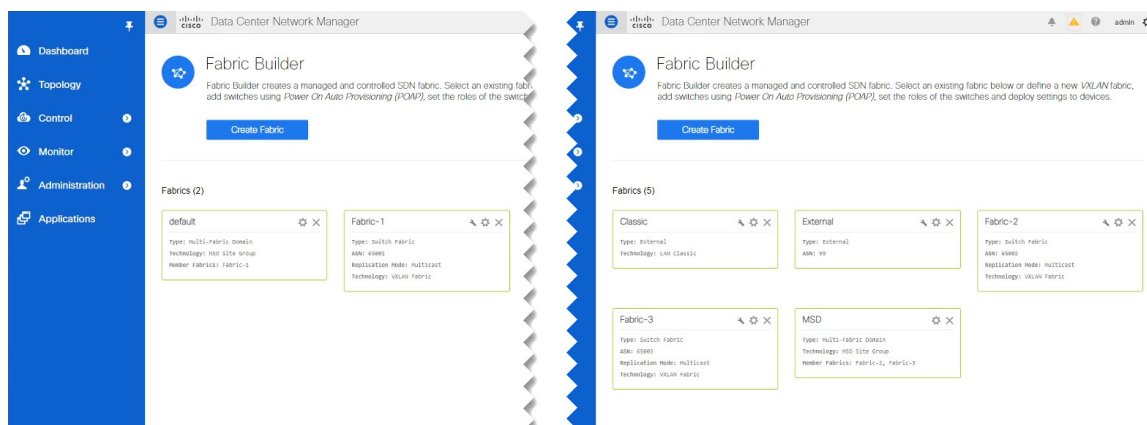 Dashboard
Topology
Control
Monitor
Administration
Applications
cisco Data Center Network Manager
Fabric Builder
Fabric Builder creates a managed and controlled SDN fabric. Select an existing fabr
add switches using Power On Auto Provisioning (POAP), set the roles of the switch
Create Fabric
Fabrics (2)
default
Type: Multi-Fabric Domain
Technology: MSD Site Group
Member Fabrics: Fabric-1
Fabric-1
Type: Switch Fabric
ASN: 65001
Replication Mode: Multicast
Technology: VXLAN Fabric
cisco Data Center Network Manager
admin
Fabric Builder
Fabric Builder creates a managed and controlled SDN fabric. Select an existing fabric below or define a new VXLAN fabric,
add switches using Power On Auto Provisioning (POAP), set the roles of the switches and deploy settings to devices.
Create Fabric
Fabrics (5)
Classic
Type: External
Technology: LAN Classic
External
Type: External
ASN: 99
Fabric-2
Type: Switch Fabric
ASN: 65002
Replication Mode: Multicast
Technology: VXLAN Fabric
Fabric-3
Type: Switch Fabric
ASN: 65003
Replication Mode: Multicast
Technology: VXLAN Fabric
MSD
Type: Multi-Fabric Domain
Technology: MSD Site Group
Member Fabrics: Fabric-2, Fabric-3